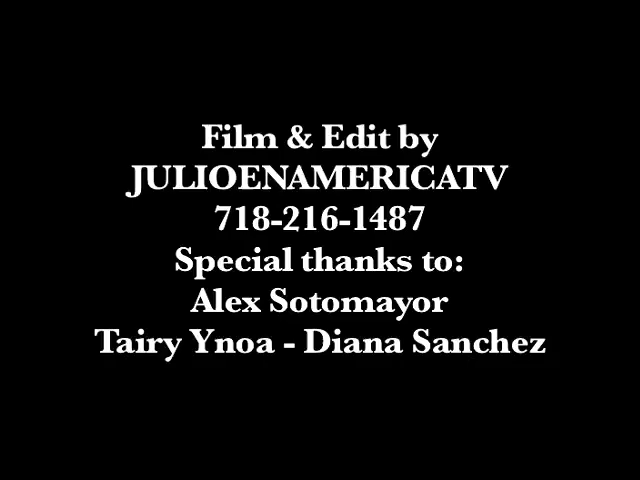 Film & Edit by
JULIOENAMERICATV
718-216-1487
Special thanks to:
Alex Sotomayor
Tairy Ynoa - Diana Sanchez